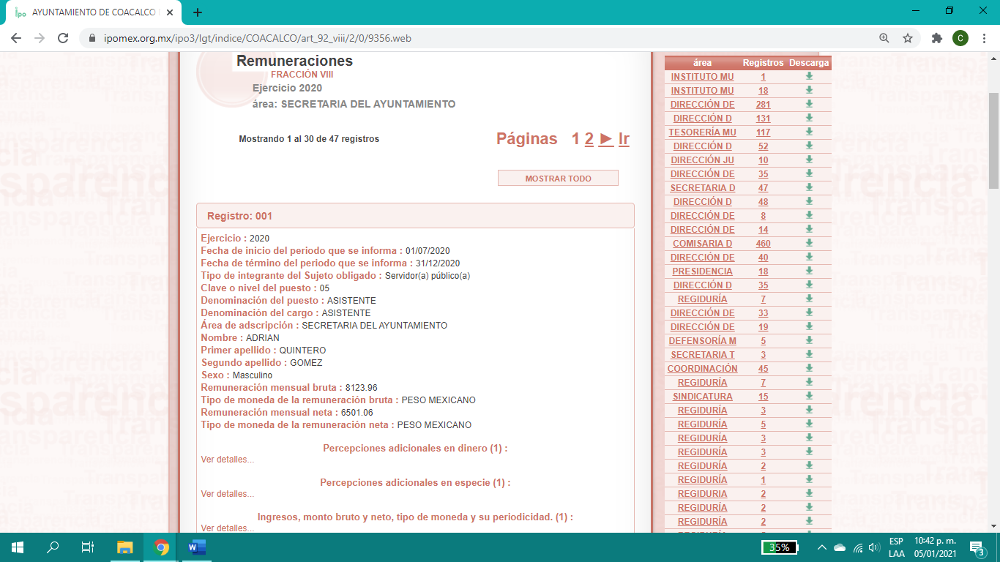 AYUNTAMIENTO DE COACALCO
ipomex.org.mx/ipo3/lgt/indice/COACALCO/art_92_viii/2/0/9356.web
C
Remuneraciones
FRACCIÓN VIII
Ejercicio 2020
área: SECRETARIA DEL AYUNTAMIENTO
Mostrando 1 al 30 de 47 registros
Páginas 1 2 ► Ir
MOSTRAR TODO
Registro: 001
Ejercicio : 2020
Fecha de inicio del periodo que se informa : 01/07/2020
Fecha de término del periodo que se informa : 31/12/2020
Tipo de integrante del Sujeto obligado : Servidor(a) público(a)
Clave o nivel del puesto : 05
Denominación del puesto : ASISTENTE
Denominación del cargo : ASISTENTE
Área de adscripción : SECRETARIA DEL AYUNTAMIENTO
Nombre : ADRIAN
Primer apellido : QUINTERO
Segundo apellido : GOMEZ
Sexo : Masculino
Remuneración mensual bruta : 8123.96
Tipo de moneda de la remuneración bruta : PESO MEXICANO
Remuneración mensual neta : 6501.06
Tipo de moneda de la remuneración neta : PESO MEXICANO
Percepciones adicionales en dinero (1) :
Ver detalles...
Percepciones adicionales en especie (1) :
Ver detalles...
Ingresos, monto bruto y neto, tipo de moneda y su periodicidad. (1) :
Ver detalles...
área Registros Descarga
INSTITUTO MU 1
INSTITUTO MU 18
DIRECCIÓN DE 281
DIRECCIÓN D 131
TESORERÍA MU 117
DIRECCIÓN D 52
DIRECCIÓN JU 10
DIRECCIÓN DE 35
SECRETARIA D 47
DIRECCIÓN D 48
DIRECCIÓN DE 8
DIRECCIÓN DE 14
COMISARIA D 460
DIRECCIÓN DE 40
PRESIDENCIA 18
DIRECCIÓN D 35
REGIDURÍA 7
DIRECCIÓN DE 33
DIRECCIÓN DE 19
DEFENSORÍA M 5
SECRETARIA T 3
COORDINACIÓN 45
REGIDURÍA 7
SINDICATURA 15
REGIDURÍA 3
REGIDURÍA 5
REGIDURÍA 3
REGIDURÍA 3
REGIDURÍA 2
REGIDURÍA 1
REGIDURIA 2
REGIDURÍA 2
REGIDURÍA 2
35%
ESP
LAA
10:42 p. m.
05/01/2021
3